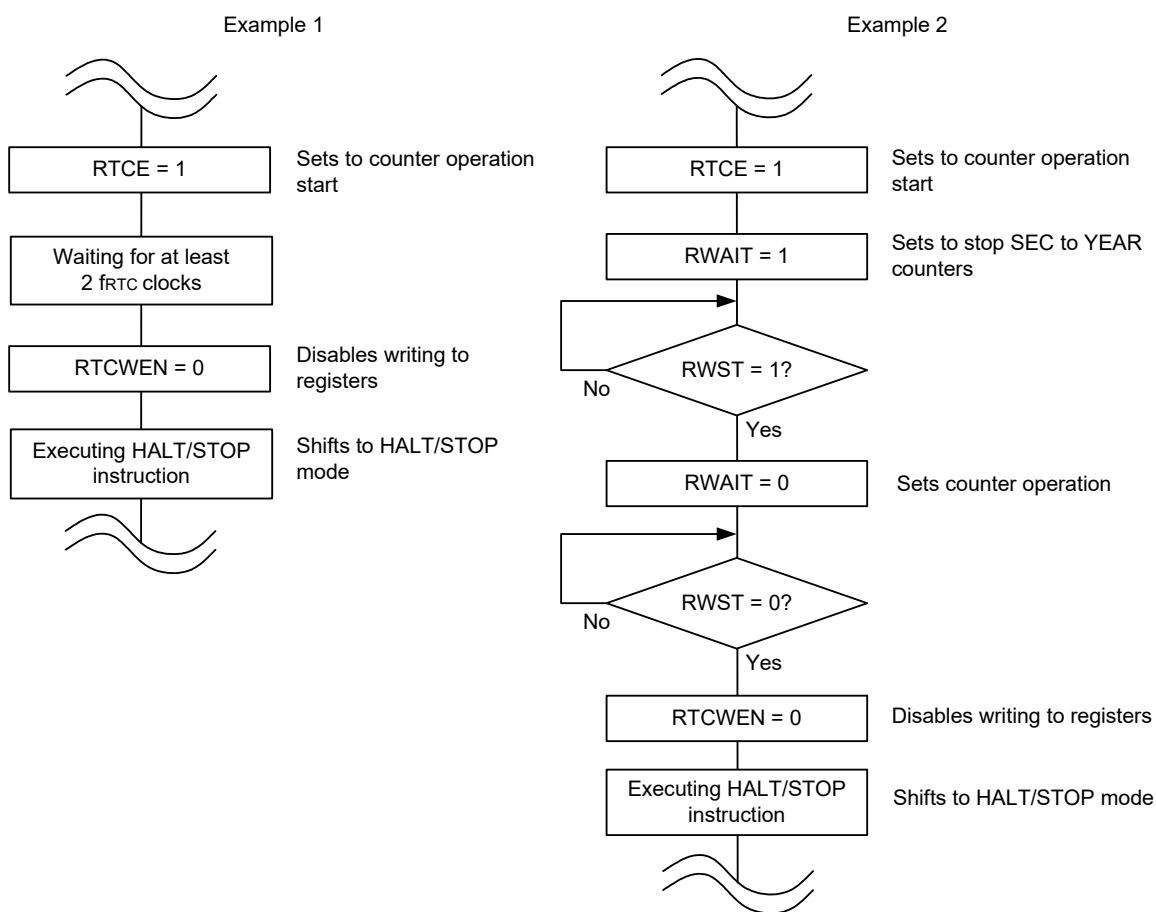 Example 1
RTCE = 1
Sets to counter operation
start
Waiting for at least
2 fRTC clocks
RTCWEN = 0
Disables writing to
registers
Executing HALT/STOP
instruction
Shifts to HALT/STOP
mode
Example 2
RTCE = 1
Sets to counter operation
start
RWAIT = 1
Sets to stop SEC to YEAR
counters
RWST = 1?
No
Yes
RWAIT = 0
Sets counter operation
RWST = 0?
No
Yes
RTCWEN = 0
Disables writing to registers
Executing HALT/STOP
instruction
Shifts to HALT/STOP mode